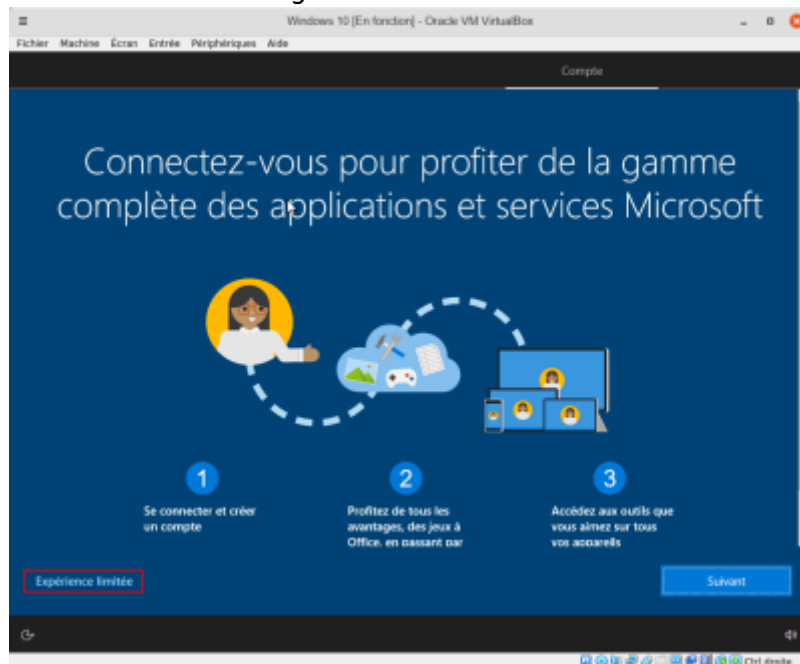 Windows 10 [En fonction] - Oracle VM VirtualBox
Fichier Machine Écran Entrée Périphériques Aide
Compte
Connectez-vous pour profiter de la gamme
complète des applications et services Microsoft
1
2
3
Se connecter et créer
un compte
Profitez de tous les
avantages, des jeux à
Office, en passant par
Accédez aux outils que
vous aimez sur tous
vos appareils
Expérience limitée
Suivant
Ctrl droite